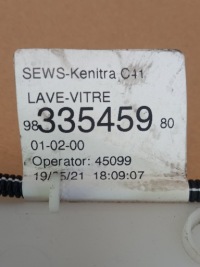 SEWS-Kenitra C11
LAVE-VITRE
98 335459 80
01-02-00
Operator: 45099
19/05/21 18:09:07